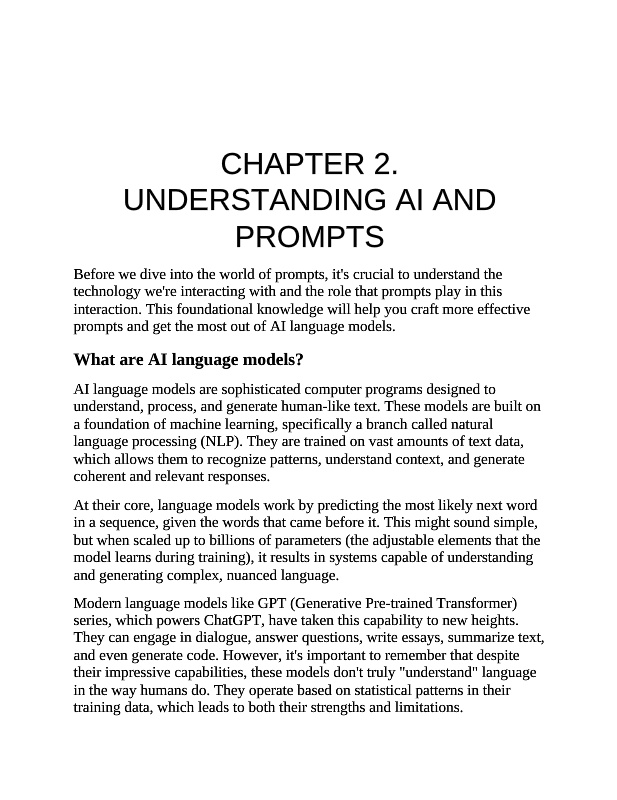 CHAPTER 2.
UNDERSTANDING AI AND
PROMPTS
Before we dive into the world of prompts, it's crucial to understand the
technology we're interacting with and the role that prompts play in this
interaction. This foundational knowledge will help you craft more effective
prompts and get the most out of AI language models.
What are AI language models?
AI language models are sophisticated computer programs designed to
understand, process, and generate human-like text. These models are built on
a foundation of machine learning, specifically a branch called natural
language processing (NLP). They are trained on vast amounts of text data,
which allows them to recognize patterns, understand context, and generate
coherent and relevant responses.
At their core, language models work by predicting the most likely next word
in a sequence, given the words that came before it. This might sound simple,
but when scaled up to billions of parameters (the adjustable elements that the
model learns during training), it results in systems capable of understanding
and generating complex, nuanced language.
Modern language models like GPT (Generative Pre-trained Transformer)
series, which powers ChatGPT, have taken this capability to new heights.
They can engage in dialogue, answer questions, write essays, summarize text,
and even generate code. However, it's important to remember that despite
their impressive capabilities, these models don't truly "understand" language
in the way humans do. They operate based on statistical patterns in their
training data, which leads to both their strengths and limitations.